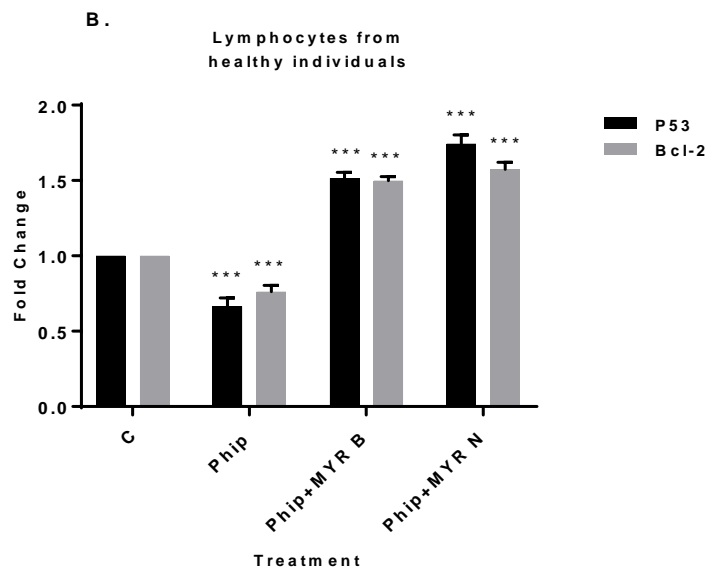 B.
Lymphocytes from
healthy individuals
2.0
1.5
1.0
0.5
0.0
Fold Change
***
***
***
***
***
***
P53
Bcl-2
C
Phip
Phip+MYR B
Phip+MYR N
Treatment